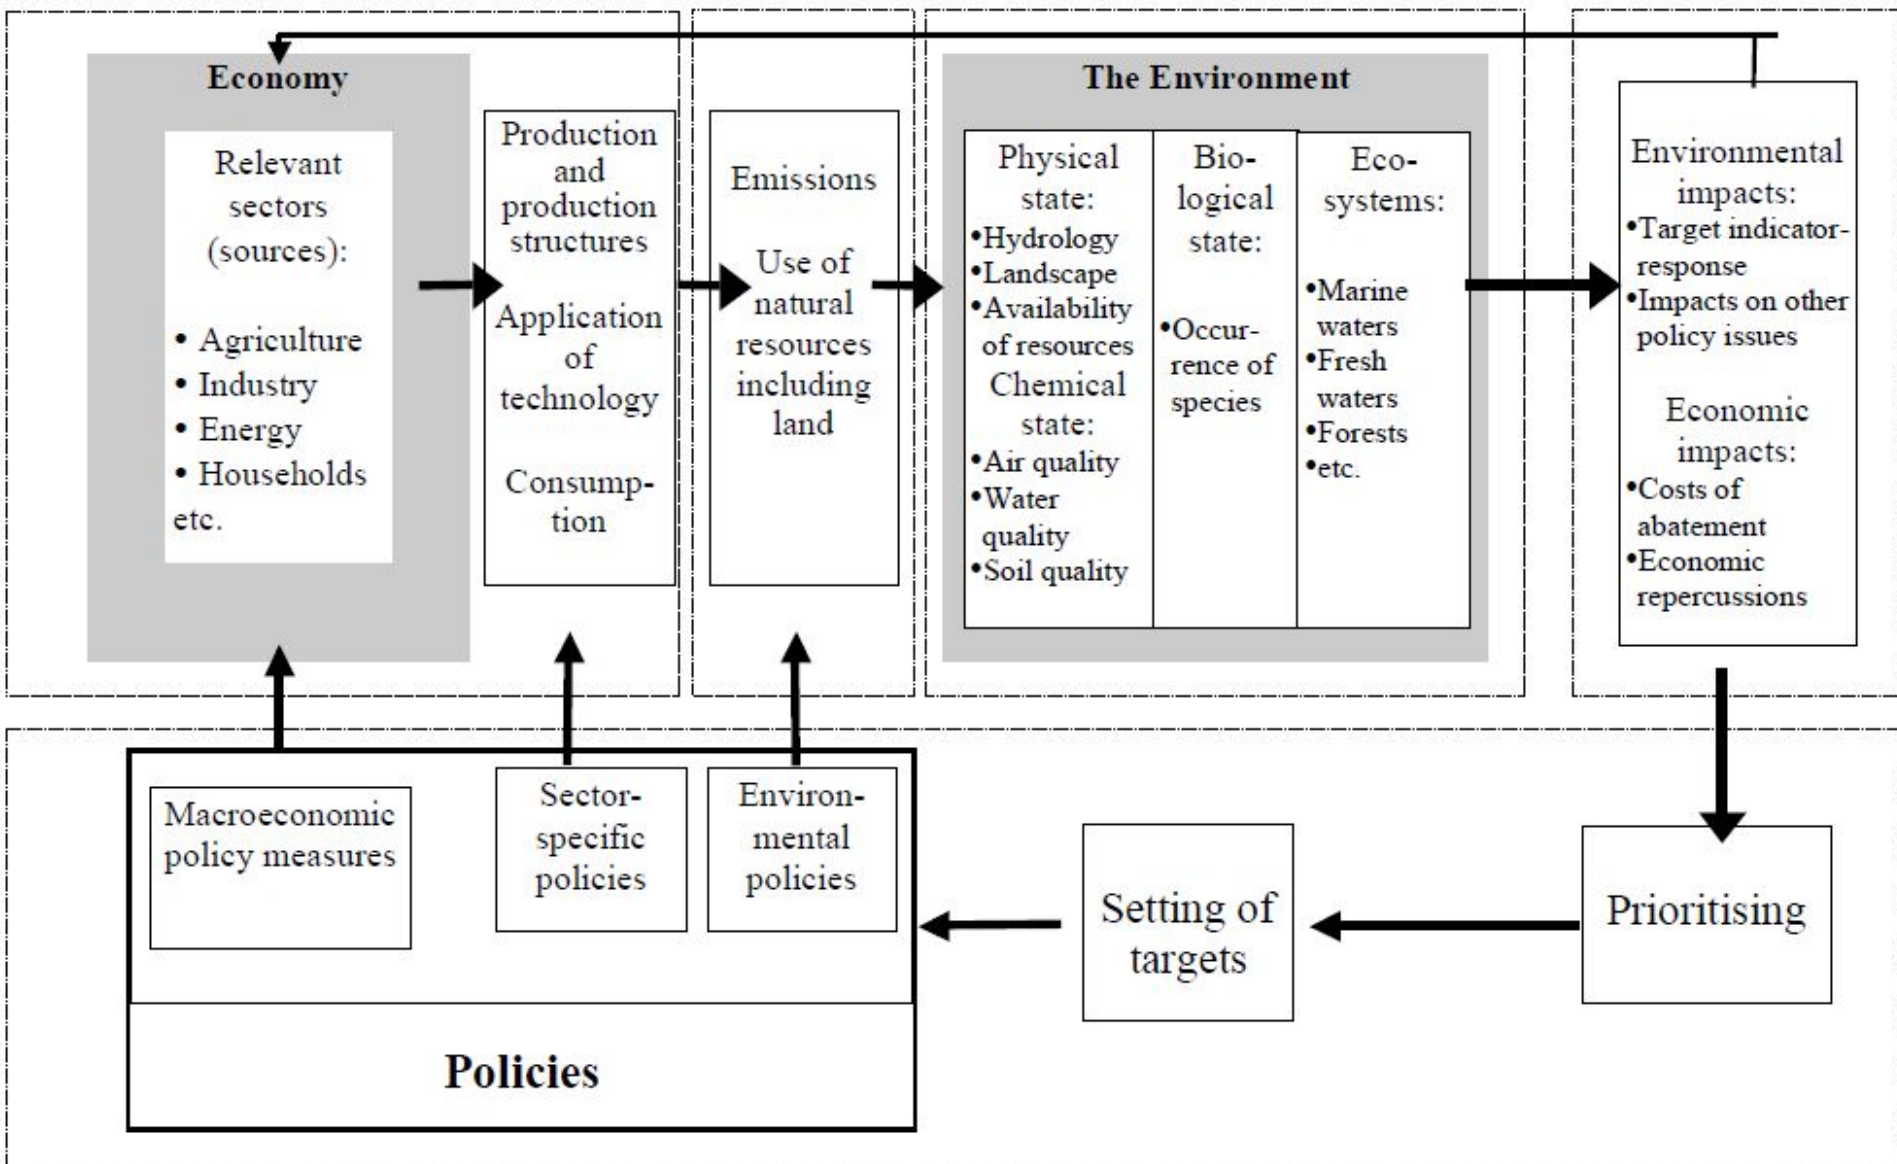 Economy
Relevant
sectors
(sources):
• Agriculture
• Industry
• Energy
• Households
etc.
Production
and
production
structures
Application
of
technology
Consump-
tion
Emissions
Use of
natural
resources
including
land
The Environment
Physical
state:
•Hydrology
•Landscape
•Availability
of resources
Chemical
state:
•Air quality
•Water
quality
•Soil quality
Bio-
logical
state:
•Occur-
rence of
species
Eco-
systems:
•Marine
waters
•Fresh
waters
•Forests
•etc.
Environmental
impacts:
•Target indicator-
response
•Impacts on other
policy issues
Economic
impacts:
•Costs of
abatement
•Economic
repercussions
Macroeconomic
policy measures
Sector-
specific
policies
Environ-
mental
policies
Policies
Setting of
targets
Prioritising